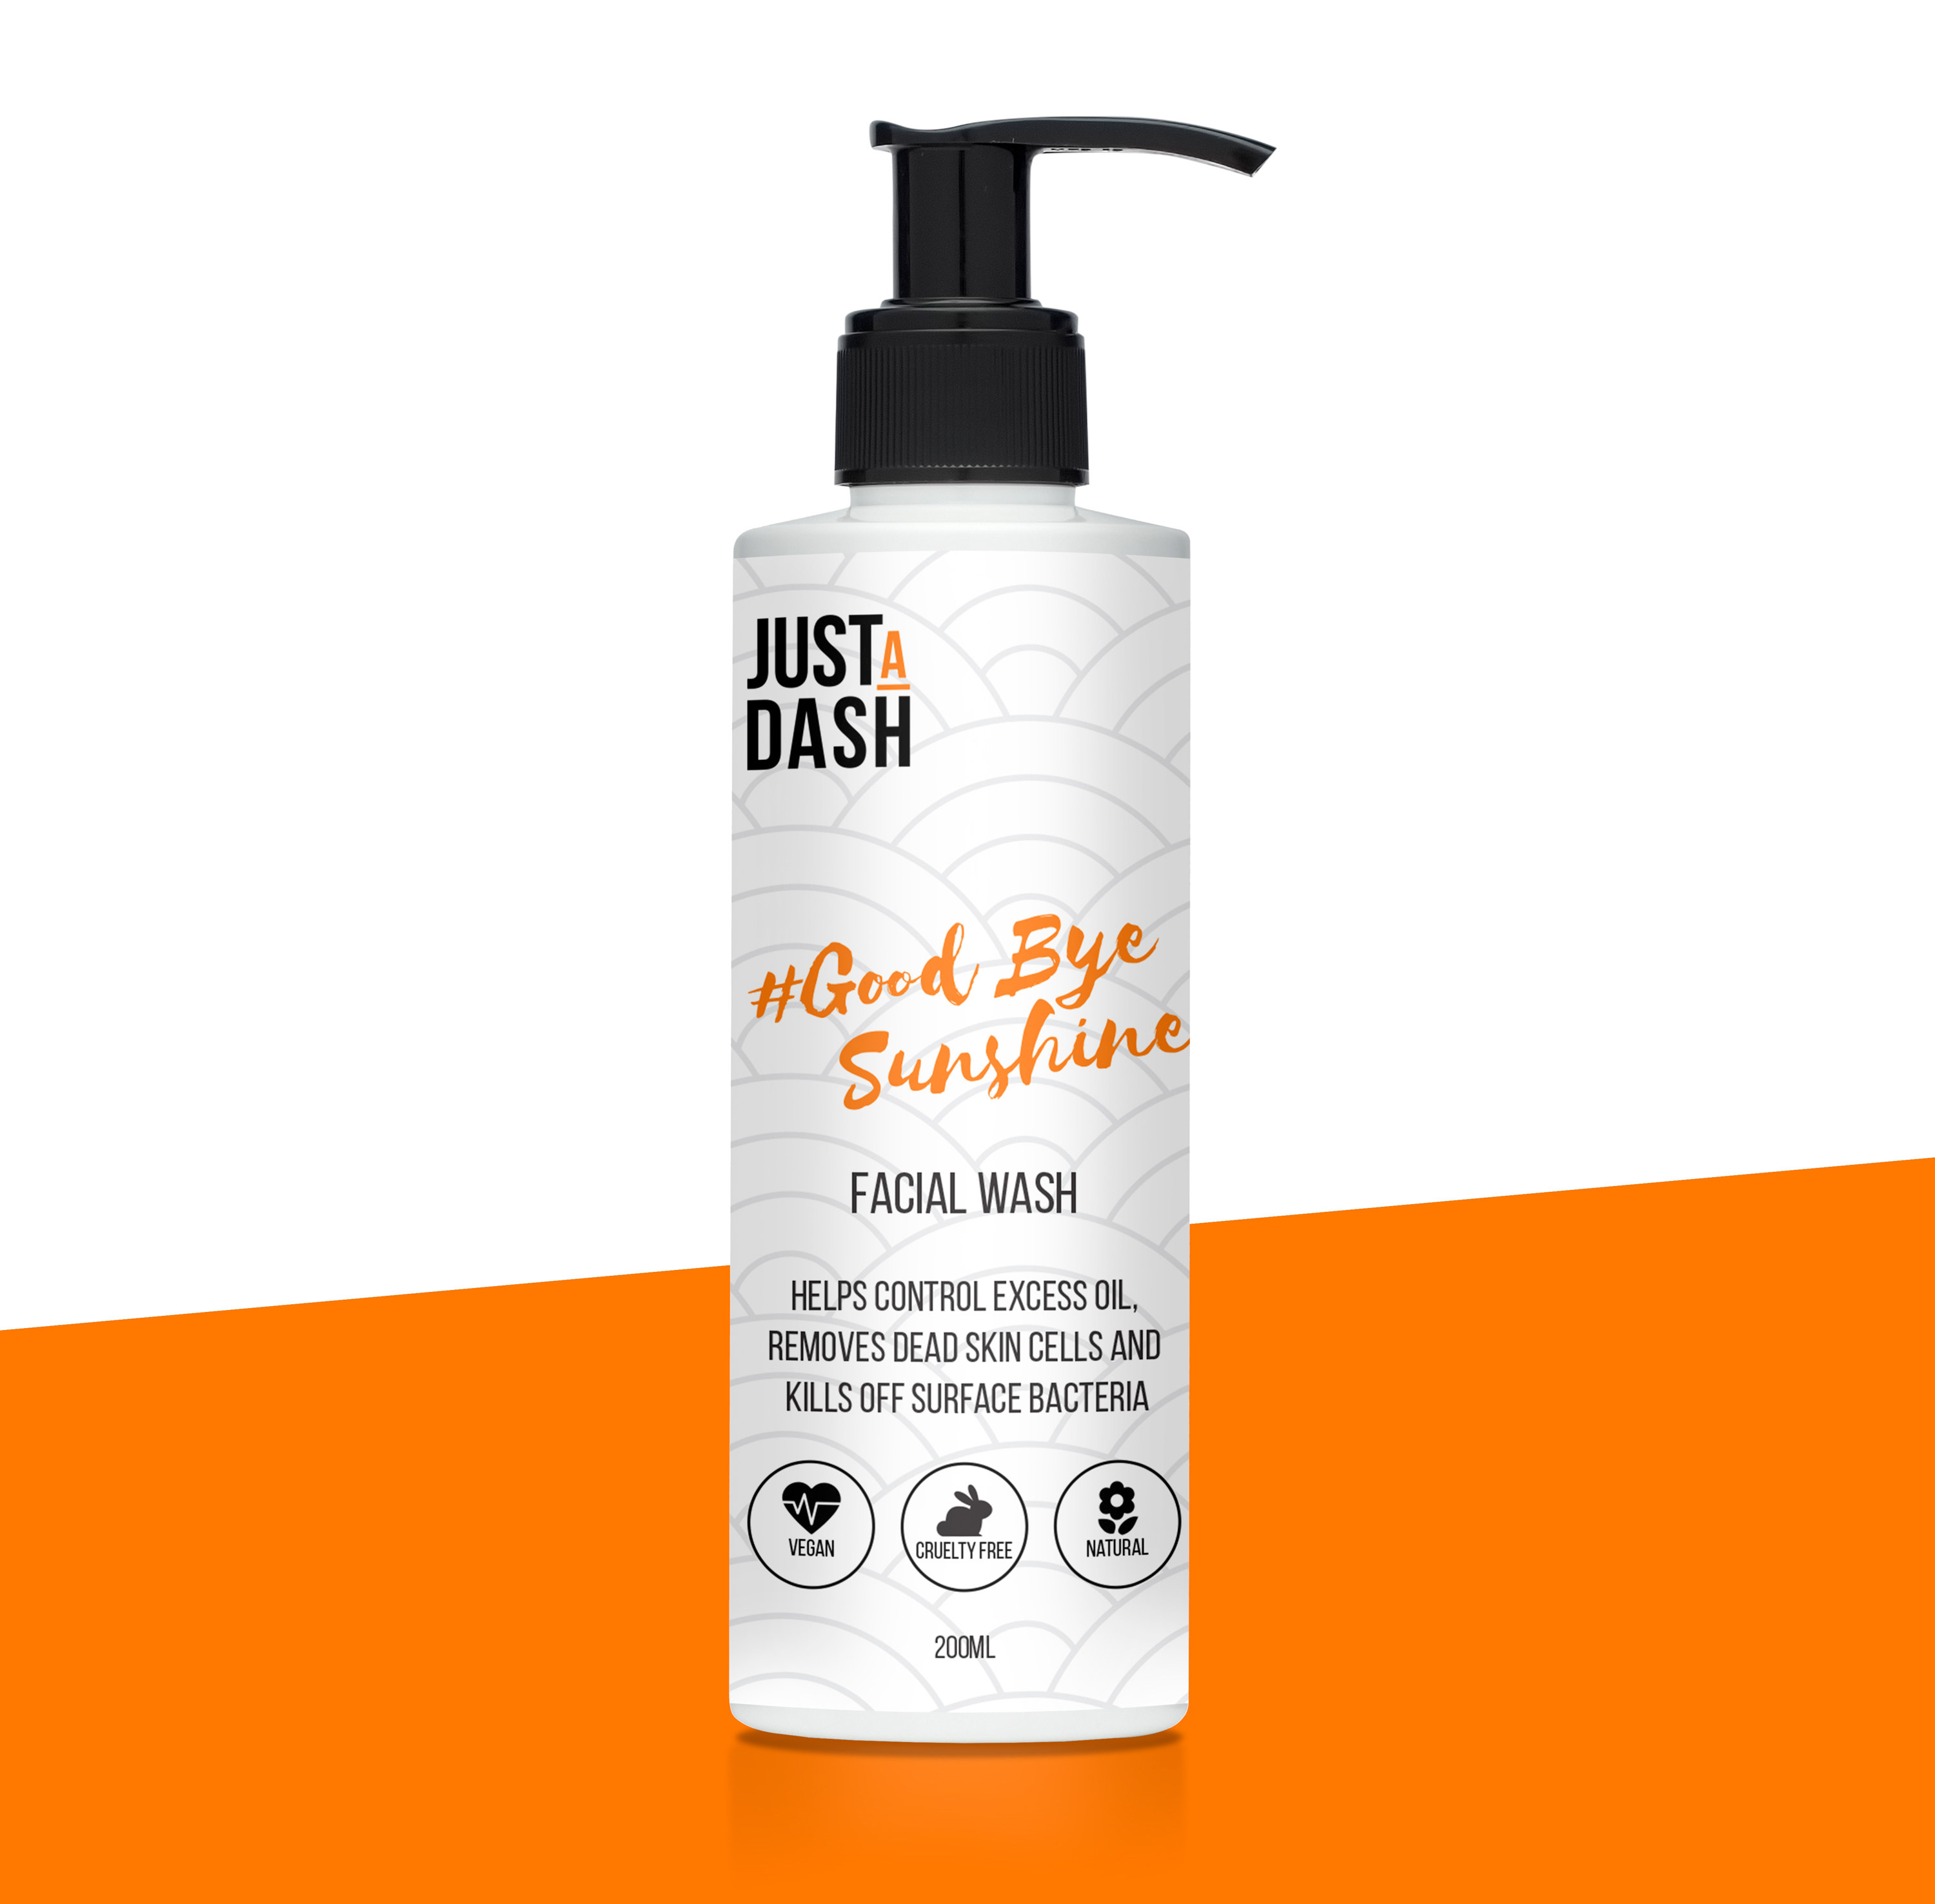 JUST A
DASH
#Good Bye
Sunshine
FACIAL WASH
HELPS CONTROL EXCESS OIL,
REMOVES DEAD SKIN CELLS AND
KILLS OFF SURFACE BACTERIA
VEGAN
CRUELTY FREE
NATURAL
200ML